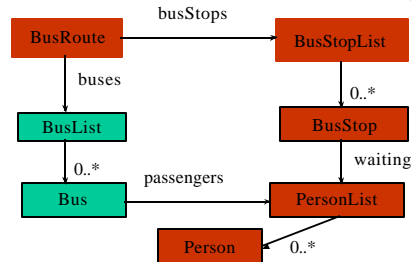 busStops
BusRoute
BusStopList
buses
0..*
BusList
BusStop
0..*
waiting
passengers
Bus
PersonList
Person
0..*